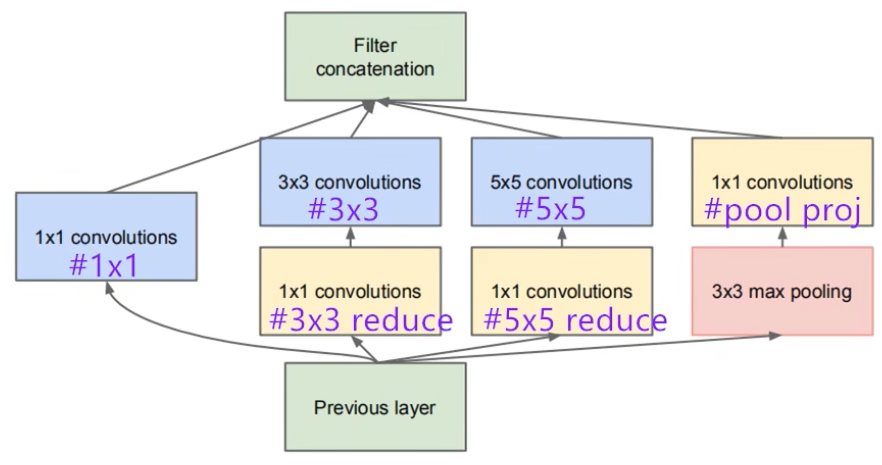 Filter
concatenation
3x3 convolutions
#3x3
5x5 convolutions
#5x5
1x1 convolutions
#pool proj
1x1 convolutions
#1x1
1x1 convolutions
#3x3 reduce
1x1 convolutions
#5x5 reduce
3x3 max pooling
Previous layer